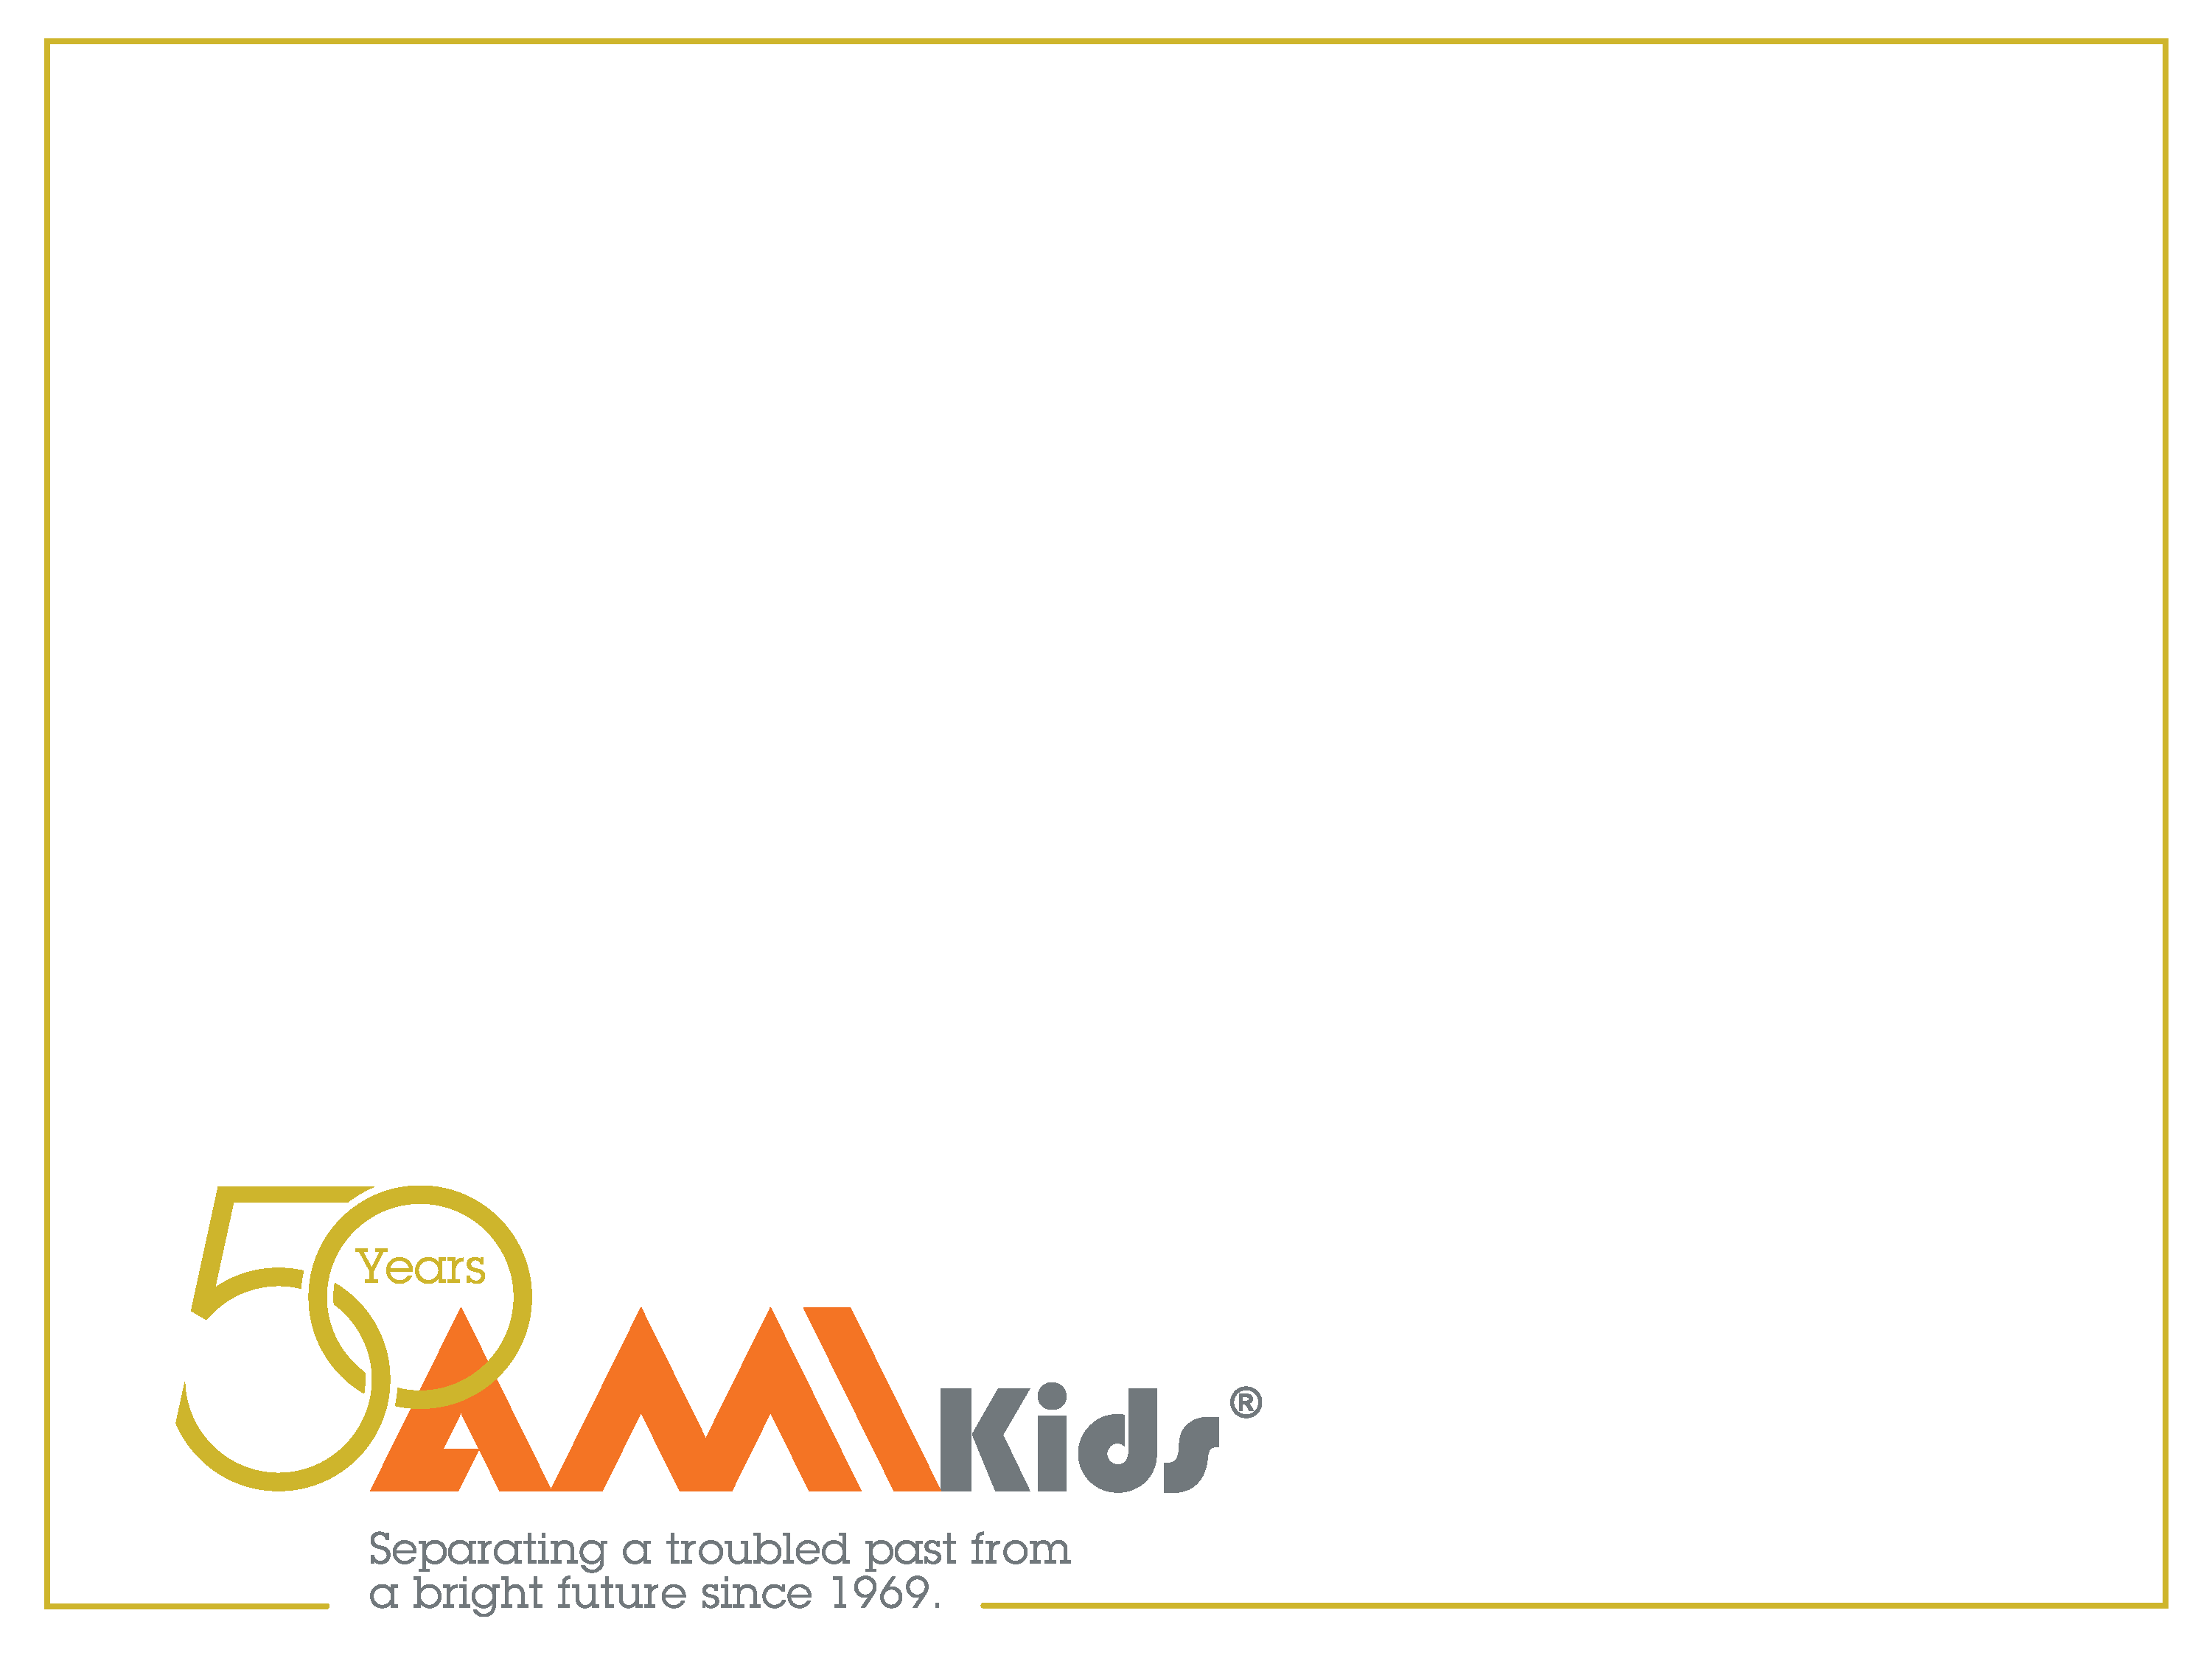 50
Years
AMIKids®
Separating a troubled past from
a bright future since 1969.